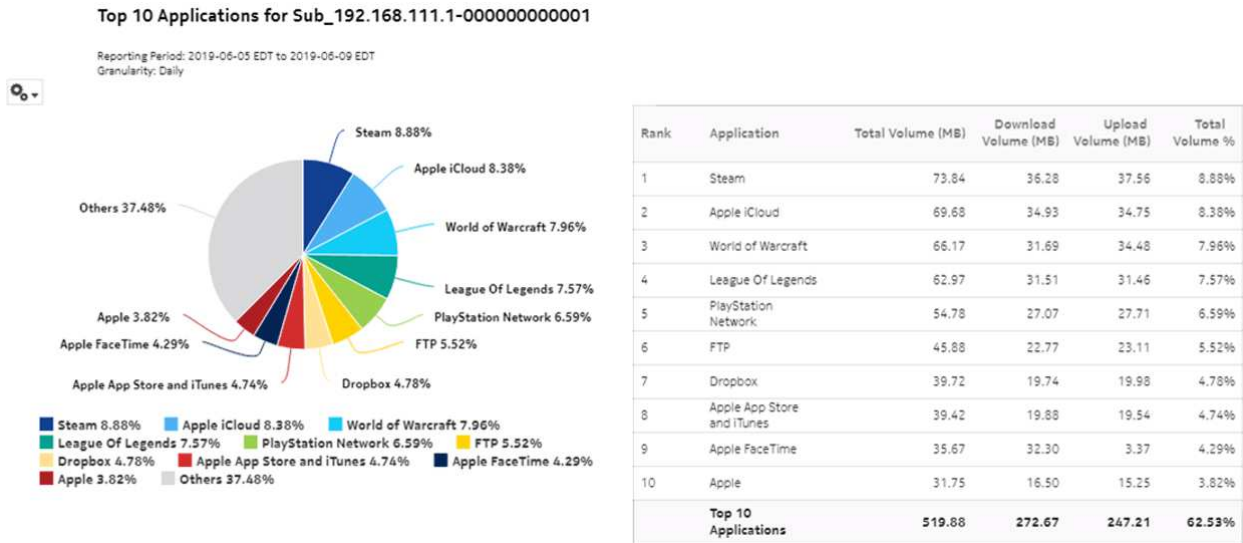 Top 10 Applications for Sub_192.168.111.1-000000000001
Reporting Period: 2019-06-05 EDT to 2019-06-09 EDT
Granularity: Daily
Steam 8.88%
Apple iCloud 8.38%
World of Warcraft 7.96%
League Of Legends 7.57%
PlayStation Network 6.59%
FTP 5.52%
Dropbox 4.78%
Apple App Store and iTunes 4.74%
Apple FaceTime 4.29%
Apple 3.82%
Others 37.48%
Steam 8.88% Apple iCloud 8.38% World of Warcraft 7.96%
League Of Legends 7.57% PlayStation Network 6.59% FTP 5.52%
Dropbox 4.78% Apple App Store and iTunes 4.74% Apple FaceTime 4.29%
Apple 3.82% Others 37.48%
Rank Application Total Volume (MB) Download Volume (MB) Upload Volume (MB) Total Volume %
1 Steam 73.84 36.28 37.56 8.88%
2 Apple iCloud 69.68 34.93 34.75 8.38%
3 World of Warcraft 66.17 31.69 34.48 7.96%
4 League Of Legends 62.97 31.51 31.46 7.57%
5 PlayStation Network 54.78 27.07 27.71 6.59%
6 FTP 45.88 22.77 23.11 5.52%
7 Dropbox 39.72 19.74 19.98 4.78%
8 Apple App Store and iTunes 39.42 19.88 19.54 4.74%
9 Apple FaceTime 35.67 32.30 3.37 4.29%
10 Apple 31.75 16.50 15.25 3.82%
Top 10 Applications 519.88 272.67 247.21 62.53%